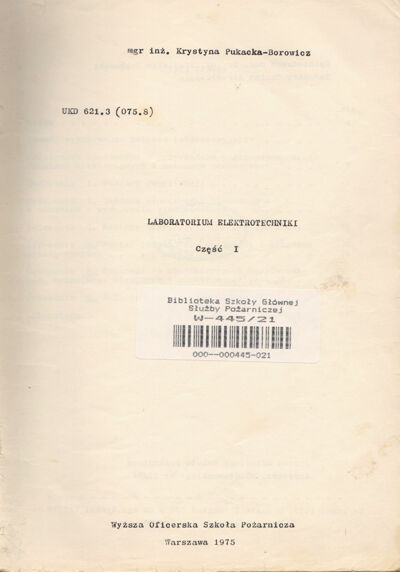 mgr inż. Krystyna Pukacka-Borowicz
UKD 621.3 (075.8)
LABORATORIUM ELEKTROTECHNIKI
Część I
Biblioteka Szkoły Głównej
Służby Pożarniczej
W-445/21
000--000445-021
Wyższa Oficerska Szkoła Pożarnicza
Warszawa 1975